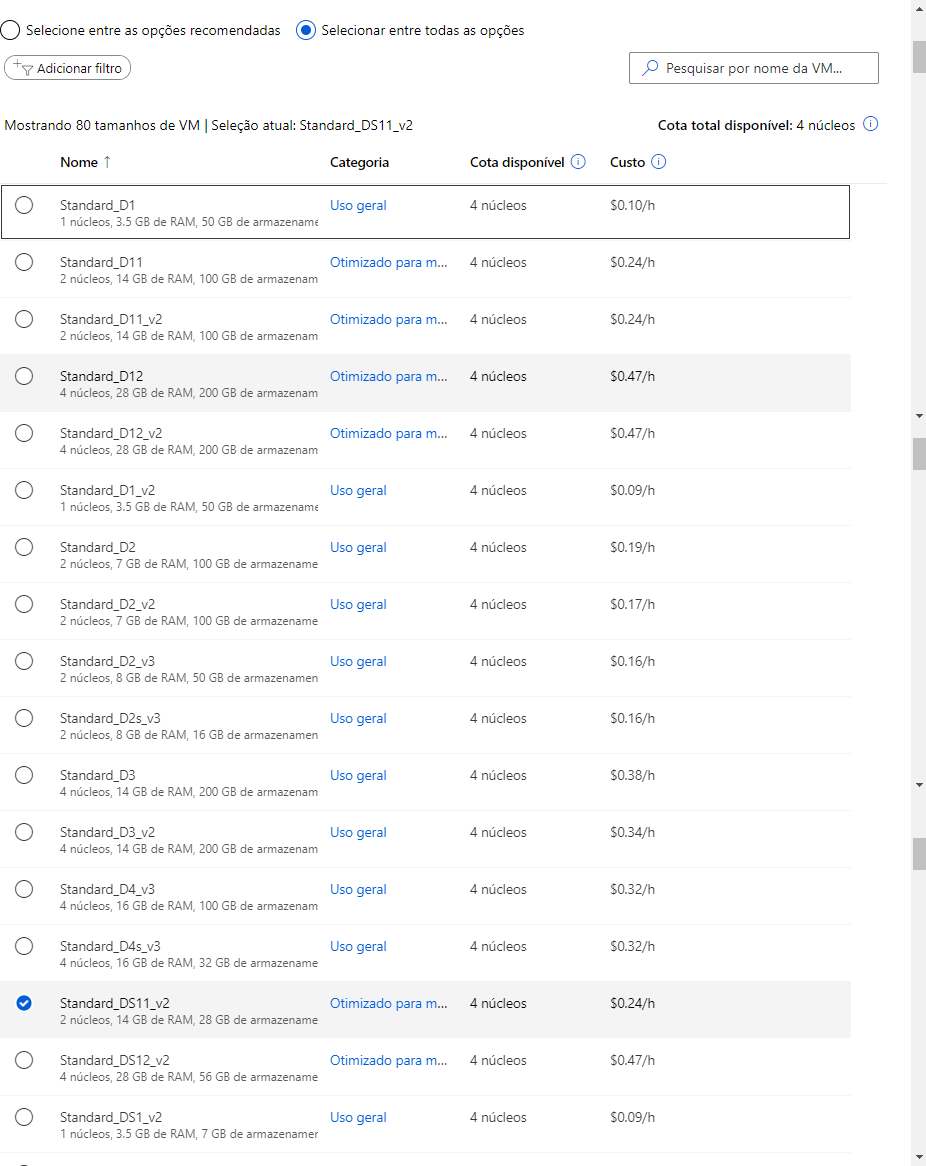 Selecione entre as opções recomendadas Selecionar entre todas as opções
Adicionar filtro Pesquisar por nome da VM...
Mostrando 80 tamanhos de VM | Seleção atual: Standard_DS11_v2 Cota total disponível: 4 núcleos
Nome ↑ Categoria Cota disponível Custo
Standard_D1 Uso geral 4 núcleos $0.10/h
1 núcleos, 3.5 GB de RAM, 50 GB de armazename
Standard_D11 Otimizado para m... 4 núcleos $0.24/h
2 núcleos, 14 GB de RAM, 100 GB de armazenam
Standard_D11_v2 Otimizado para m... 4 núcleos $0.24/h
2 núcleos, 14 GB de RAM, 100 GB de armazenam
Standard_D12 Otimizado para m... 4 núcleos $0.47/h
4 núcleos, 28 GB de RAM, 200 GB de armazenam
Standard_D12_v2 Otimizado para m... 4 núcleos $0.47/h
4 núcleos, 28 GB de RAM, 200 GB de armazenam
Standard_D1_v2 Uso geral 4 núcleos $0.09/h
1 núcleos, 3.5 GB de RAM, 50 GB de armazename
Standard_D2 Uso geral 4 núcleos $0.19/h
2 núcleos, 7 GB de RAM, 100 GB de armazename
Standard_D2_v2 Uso geral 4 núcleos $0.17/h
2 núcleos, 7 GB de RAM, 100 GB de armazename
Standard_D2_v3 Uso geral 4 núcleos $0.16/h
2 núcleos, 8 GB de RAM, 50 GB de armazenamen
Standard_D2s_v3 Uso geral 4 núcleos $0.16/h
2 núcleos, 8 GB de RAM, 16 GB de armazenamen
Standard_D3 Uso geral 4 núcleos $0.38/h
4 núcleos, 14 GB de RAM, 200 GB de armazenam
Standard_D3_v2 Uso geral 4 núcleos $0.34/h
4 núcleos, 14 GB de RAM, 200 GB de armazenam
Standard_D4_v3 Uso geral 4 núcleos $0.32/h
4 núcleos, 16 GB de RAM, 100 GB de armazenam
Standard_D4s_v3 Uso geral 4 núcleos $0.32/h
4 núcleos, 16 GB de RAM, 32 GB de armazename
Standard_DS11_v2 Otimizado para m... 4 núcleos $0.24/h
2 núcleos, 14 GB de RAM, 28 GB de armazename
Standard_DS12_v2 Otimizado para m... 4 núcleos $0.47/h
4 núcleos, 28 GB de RAM, 56 GB de armazename
Standard_DS1_v2 Uso geral 4 núcleos $0.09/h
1 núcleos, 3.5 GB de RAM, 7 GB de armazenamer